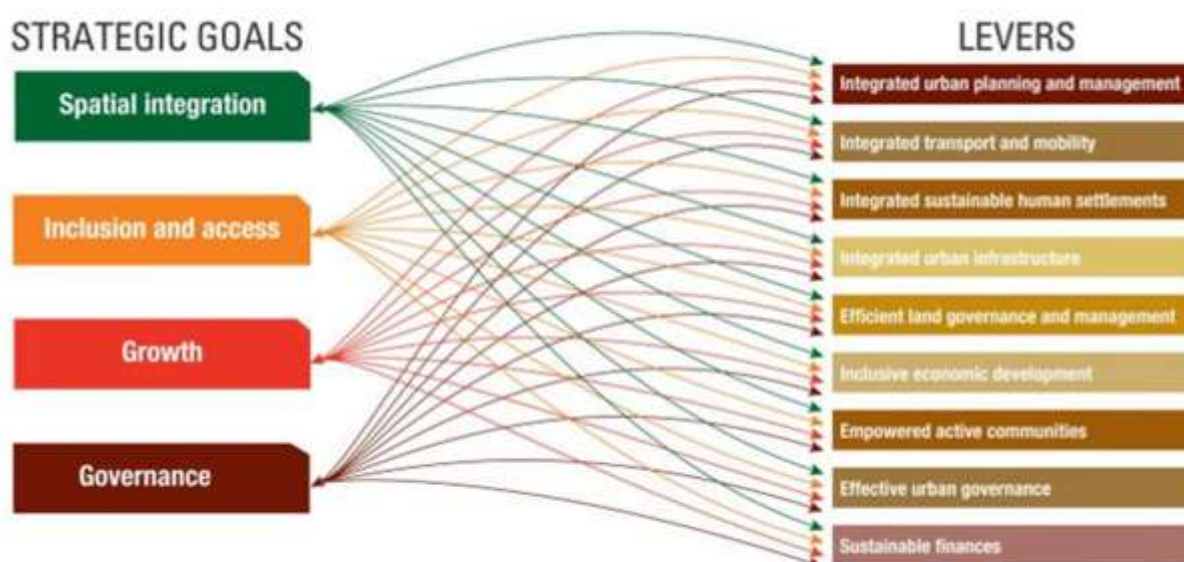 STRATEGIC GOALS
Spatial integration
Inclusion and access
Growth
Governance
LEVERS
Integrated urban planning and management
Integrated transport and mobility
Integrated sustainable human settlements
Integrated urban infrastructure
Efficient land governance and management
Inclusive economic development
Empowered active communities
Effective urban governance
Sustainable finances